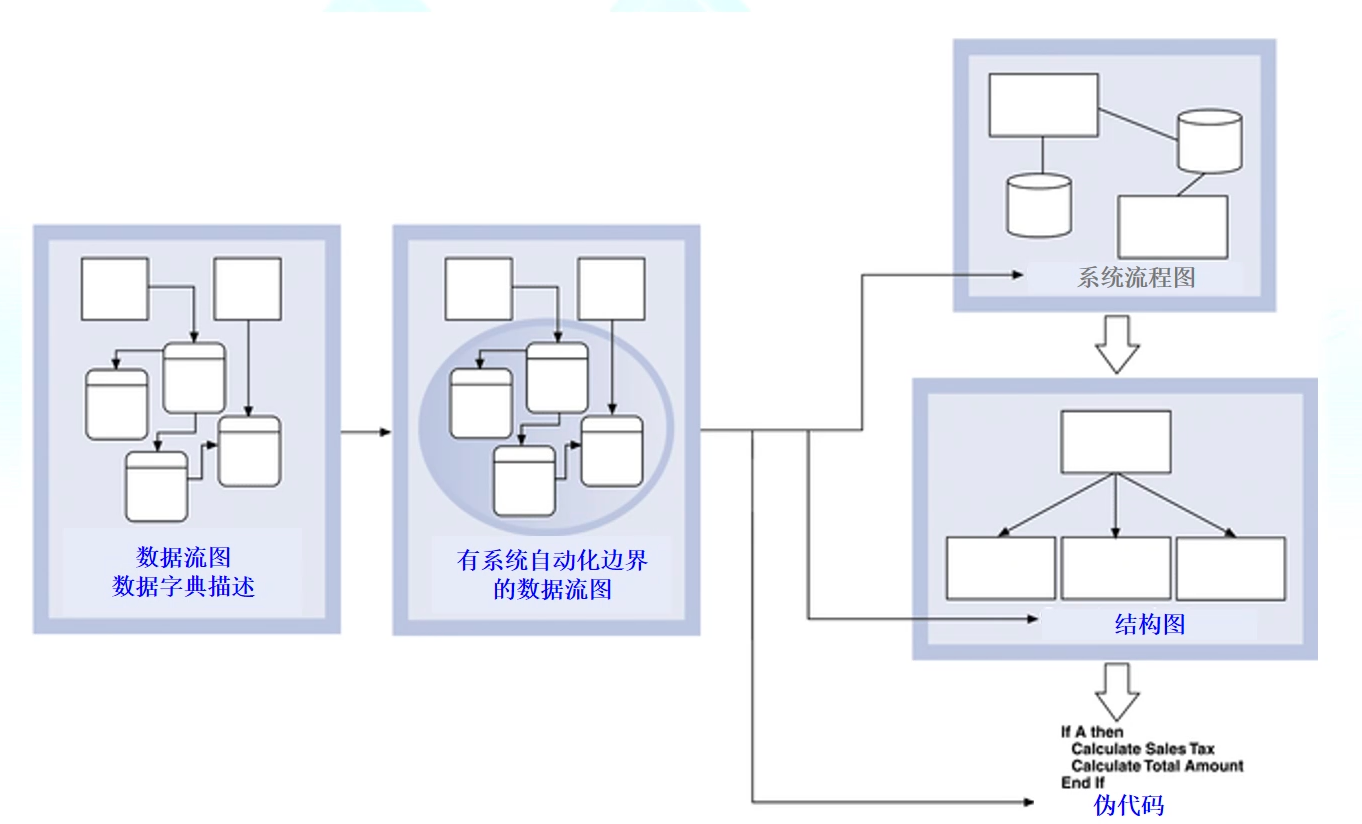 数据流图
数据字典描述
有系统自动化边界
的数据流图
系统流程图
结构图
If A then
Calculate Sales Tax
Calculate Total Amount
End If
伪代码